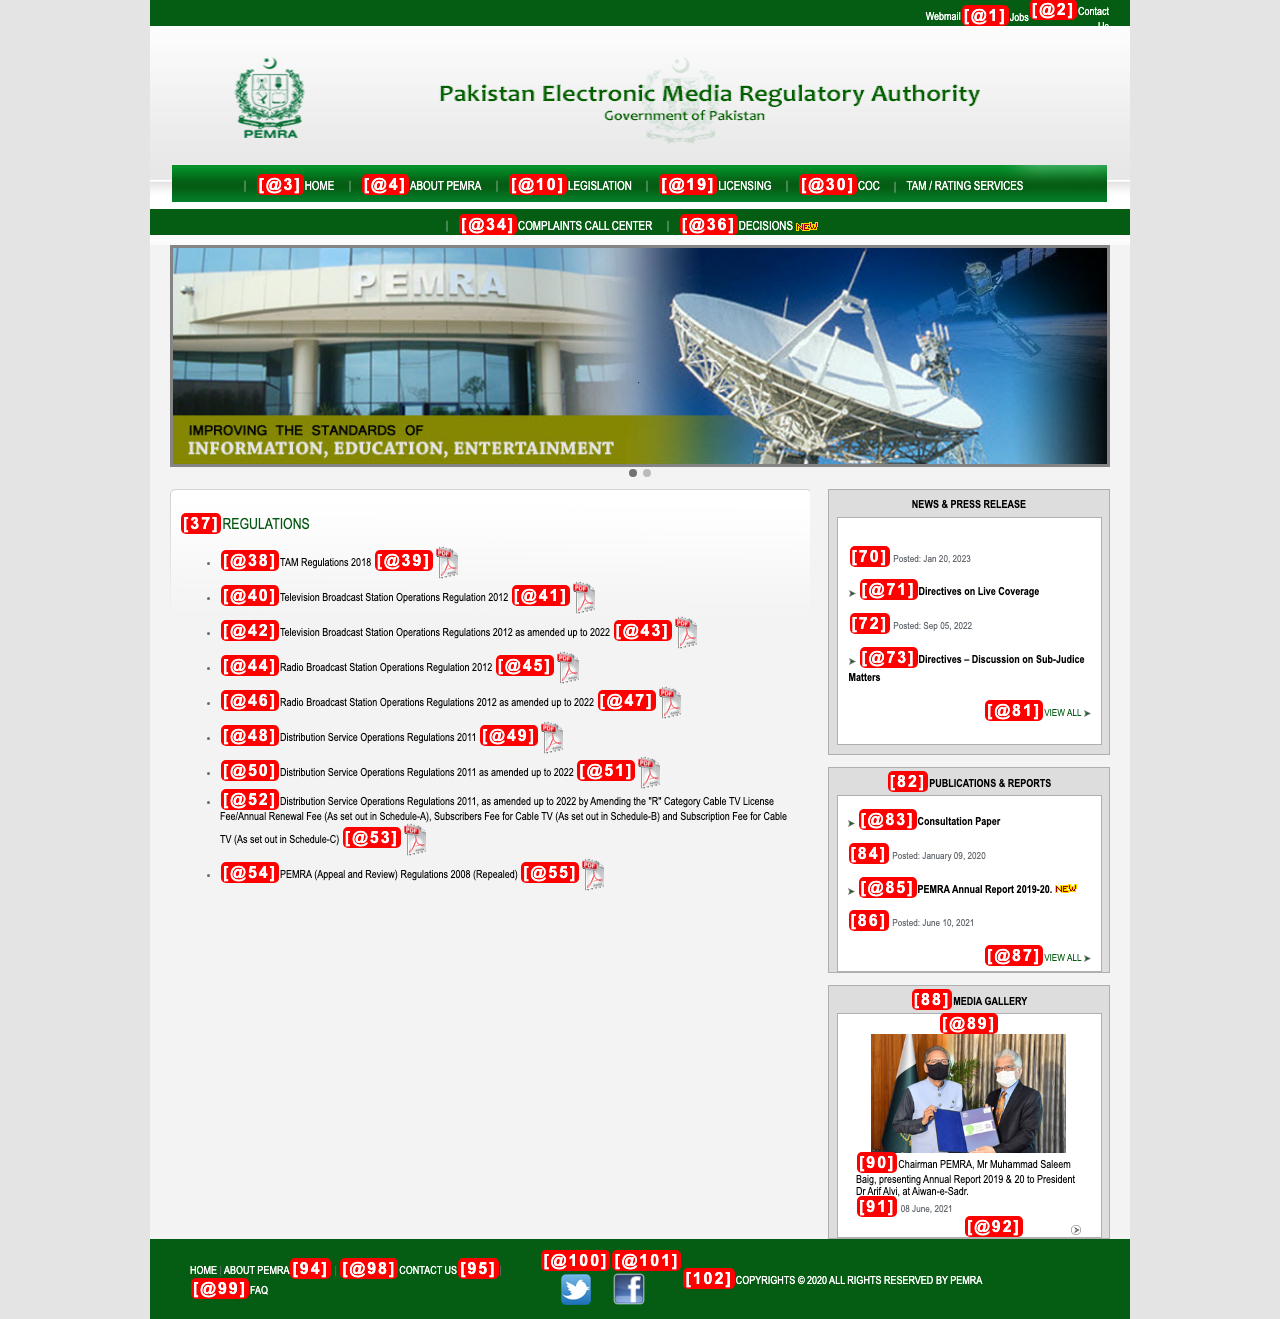 Webmail [@1] Jobs [@2] Contact Us
PEMRA
Pakistan Electronic Media Regulatory Authority
Government of Pakistan
| [@3] HOME | [@4] ABOUT PEMRA | [@10] LEGISLATION | [@19] LICENSING | [@30] COC | TAM / RATING SERVICES
| [@34] COMPLAINTS CALL CENTER | [@36] DECISIONS NEW
PEMRA
IMPROVING THE STANDARDS OF
INFORMATION, EDUCATION, ENTERTAINMENT
[37] REGULATIONS
[@38] TAM Regulations 2018 [@39] PDF
[@40] Television Broadcast Station Operations Regulation 2012 [@41] PDF
[@42] Television Broadcast Station Operations Regulations 2012 as amended up to 2022 [@43] PDF
[@44] Radio Broadcast Station Operations Regulation 2012 [@45] PDF
[@46] Radio Broadcast Station Operations Regulations 2012 as amended up to 2022 [@47] PDF
[@48] Distribution Service Operations Regulations 2011 [@49] PDF
[@50] Distribution Service Operations Regulations 2011 as amended up to 2022 [@51] PDF
[@52] Distribution Service Operations Regulations 2011, as amended up to 2022 by Amending the "R" Category Cable TV License
Fee/Annual Renewal Fee (As set out in Schedule-A), Subscribers Fee for Cable TV (As set out in Schedule-B) and Subscription Fee for Cable
TV (As set out in Schedule-C) [@53] PDF
[@54] PEMRA (Appeal and Review) Regulations 2008 (Repealed) [@55] PDF
NEWS & PRESS RELEASE
[70] Posted: Jan 20, 2023
[@71] Directives on Live Coverage
[72] Posted: Sep 05, 2022
[@73] Directives – Discussion on Sub-Judice
Matters
[@81] VIEW ALL
[82] PUBLICATIONS & REPORTS
[@83] Consultation Paper
[84] Posted: January 09, 2020
[@85] PEMRA Annual Report 2019-20. NEW
[86] Posted: June 10, 2021
[@87] VIEW ALL
[88] MEDIA GALLERY
[@89]
[90] Chairman PEMRA, Mr Muhammad Saleem
Baig, presenting Annual Report 2019 & 20 to President
Dr Arif Alvi, at Aiwan-e-Sadr.
[91] 08 June, 2021
[@92]
HOME | ABOUT PEMRA [94] | [@98] CONTACT US [95] |
[@99] FAQ
[@100] [@101]
[102] COPYRIGHTS © 2020 ALL RIGHTS RESERVED BY PEMRA